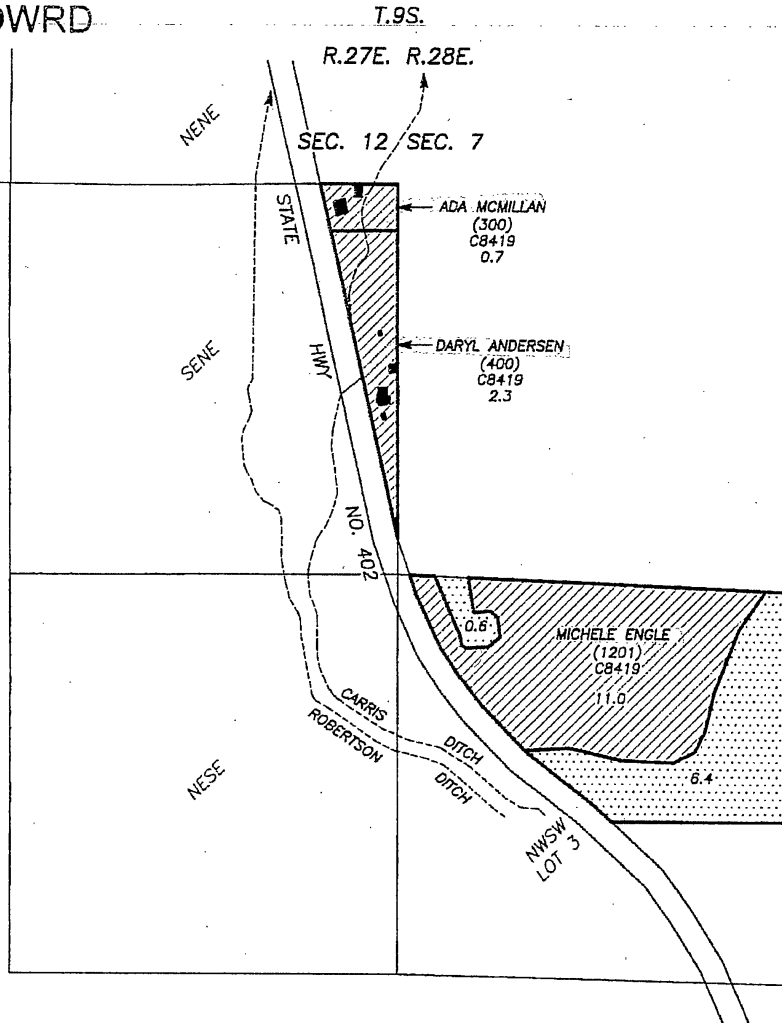 OWRD
T.9S.
R.27E. R.28E.
NENE
SEC. 12 SEC. 7
STATE
ADA MCMILLAN
(300)
C8419
0.7
SENE
HWY
DARYL ANDERSEN
(400)
C8419
2.3
NO. 402
0.6
MICHELE ENGLE
(1201)
C8419
11.0
CARRIS
DITCH
ROBERTSON
DITCH
NESE
6.4
NWSW
LOT 3